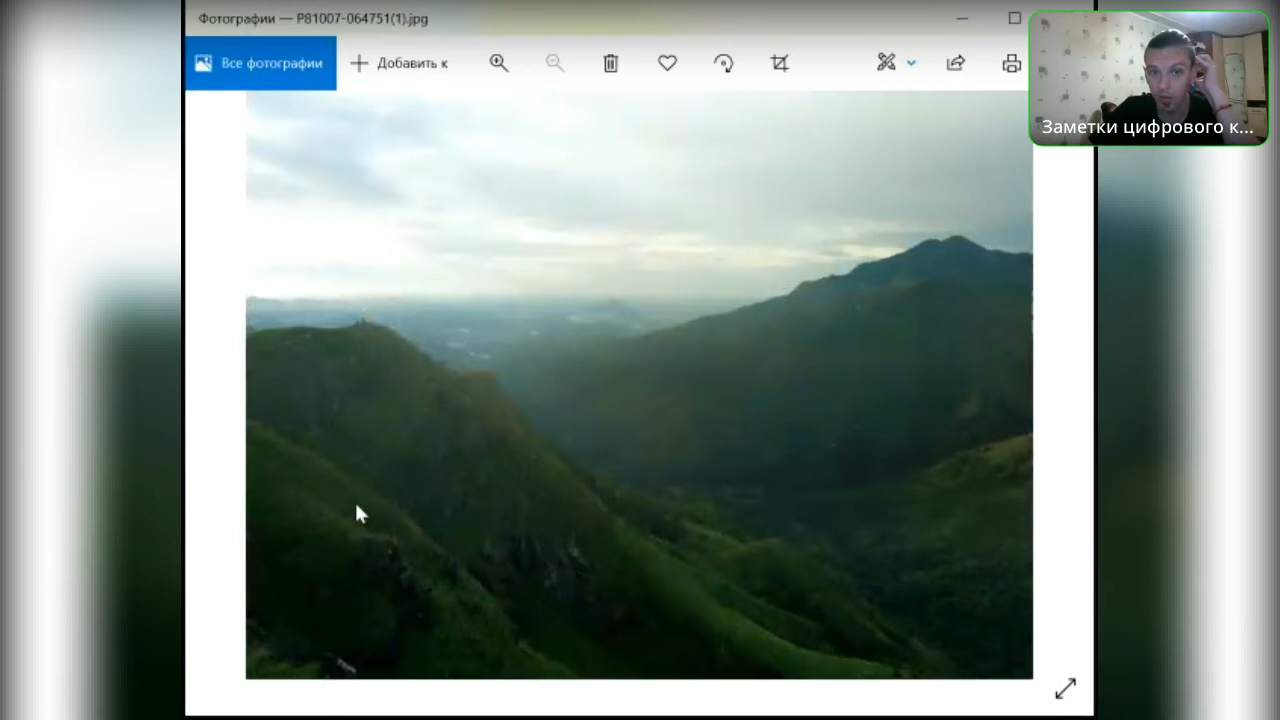 Фотографии — P81007-064751(1).jpg
Все фотографии
Добавить к
Заметки цифрового к...